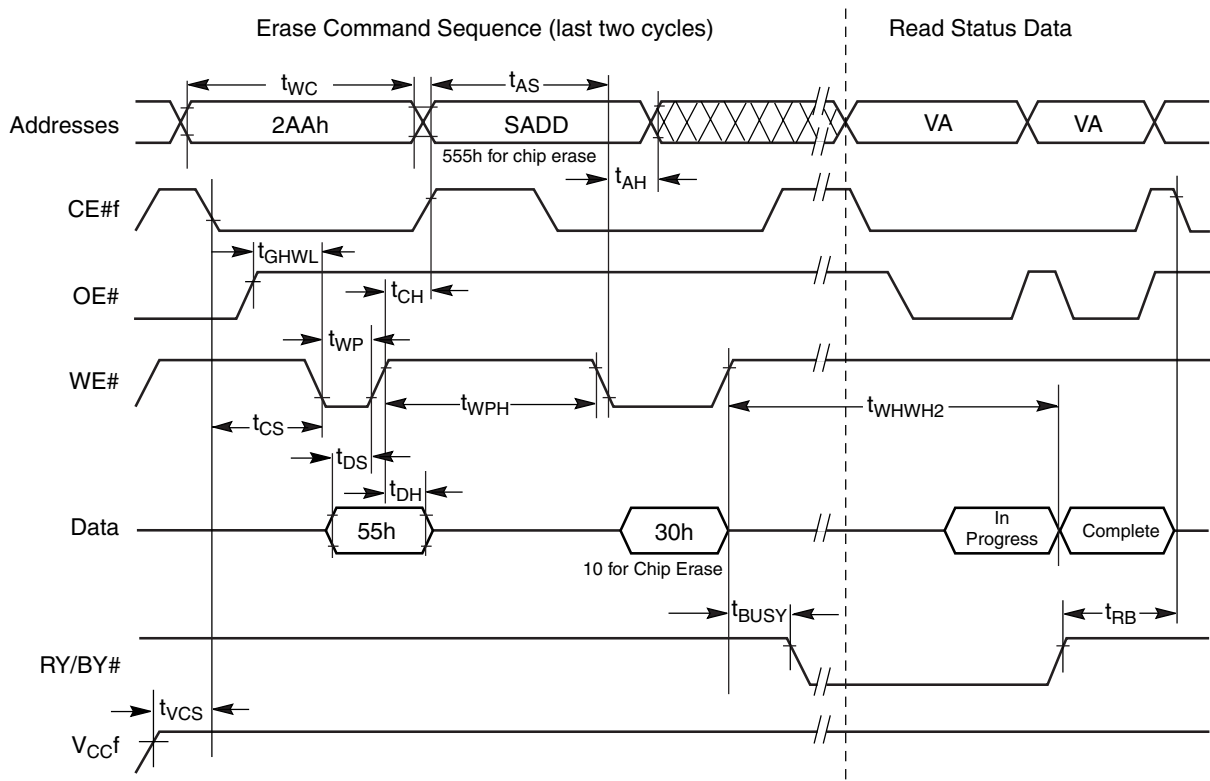 Erase Command Sequence (last two cycles)
Read Status Data
tWC
tAS
Addresses
2AAh
SADD
VA
VA
555h for chip erase
tAH
CE#f
tGHWL
OE#
tCH
tWP
WE#
tWPH
tWHWH2
tCS
tDS
tDH
Data
55h
30h
In
Progress
Complete
10 for Chip Erase
tBUSY
tRB
RY/BY#
tVCS
VCCf